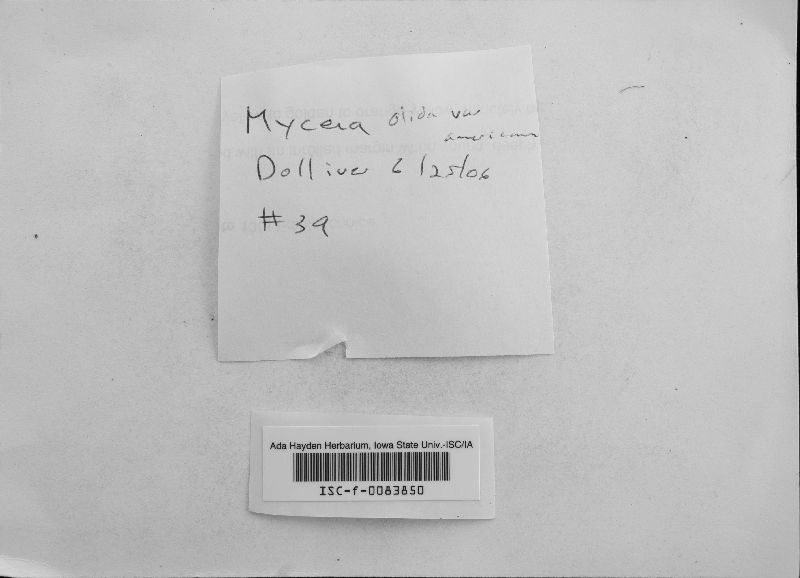 Mycena olida var
americana
Dolliver 6/25/06
#39
Ada Hayden Herbarium, Iowa State Univ.-ISC/IA
ISC-f-0083850